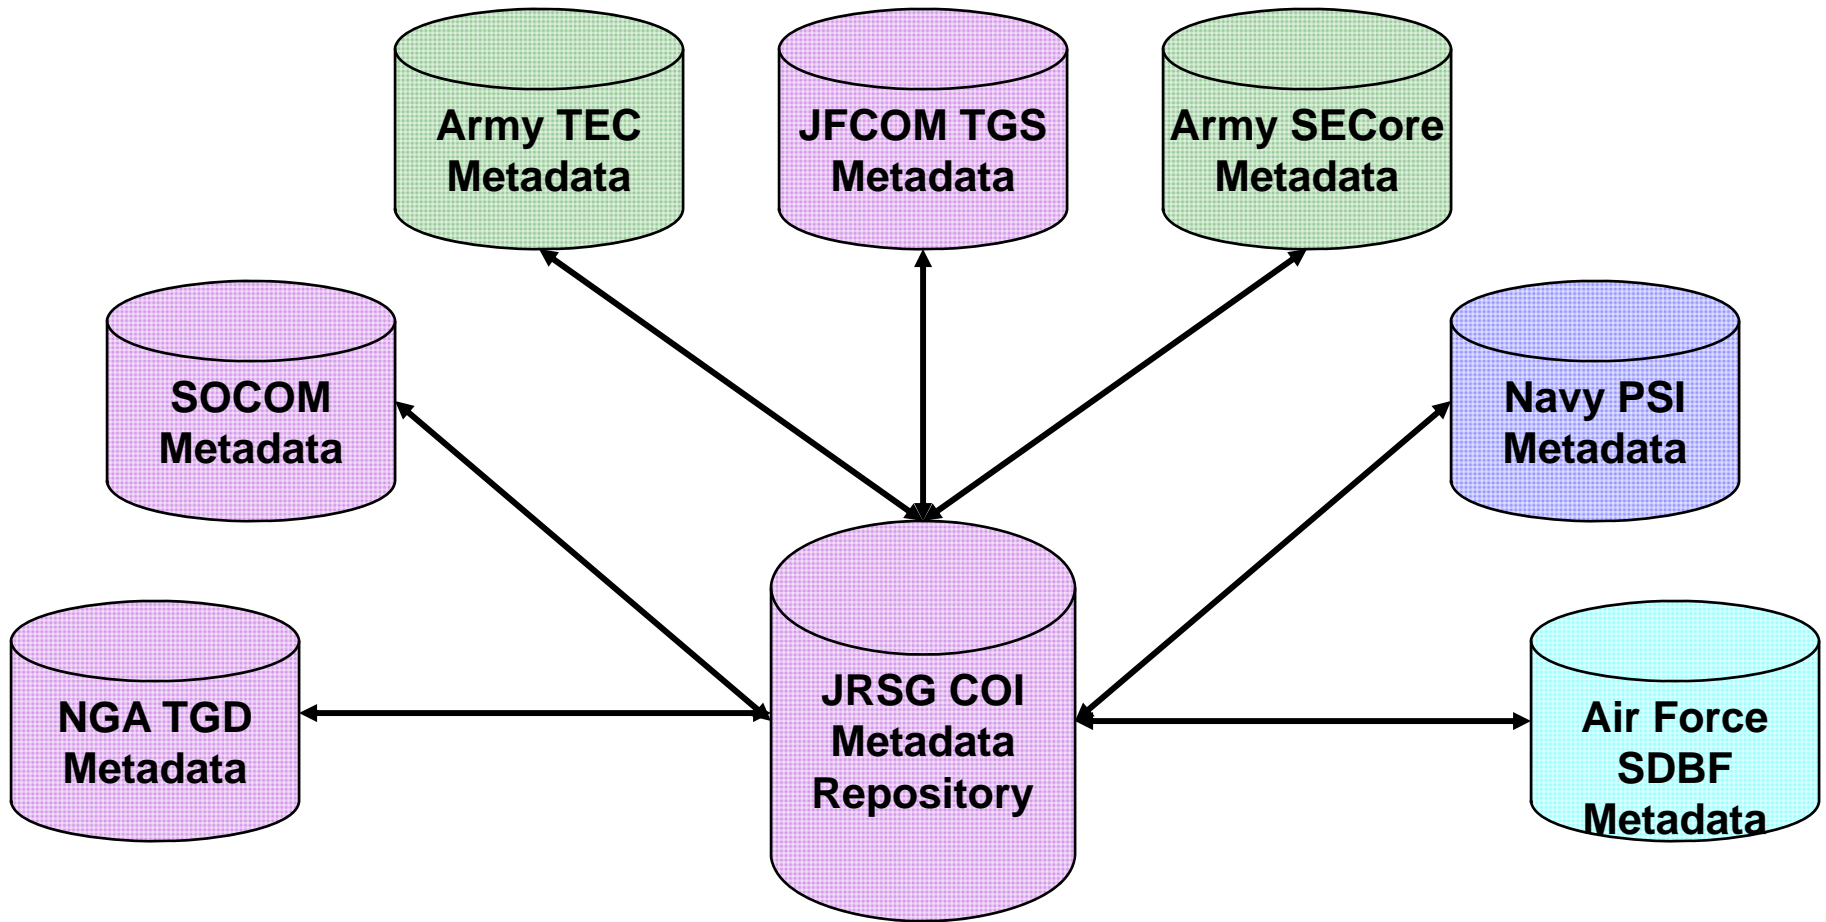 Army TEC
Metadata
JFCOM TGS
Metadata
Army SECore
Metadata
SOCOM
Metadata
Navy PSI
Metadata
NGA TGD
Metadata
JRSG COI
Metadata
Repository
Air Force
SDBF
Metadata